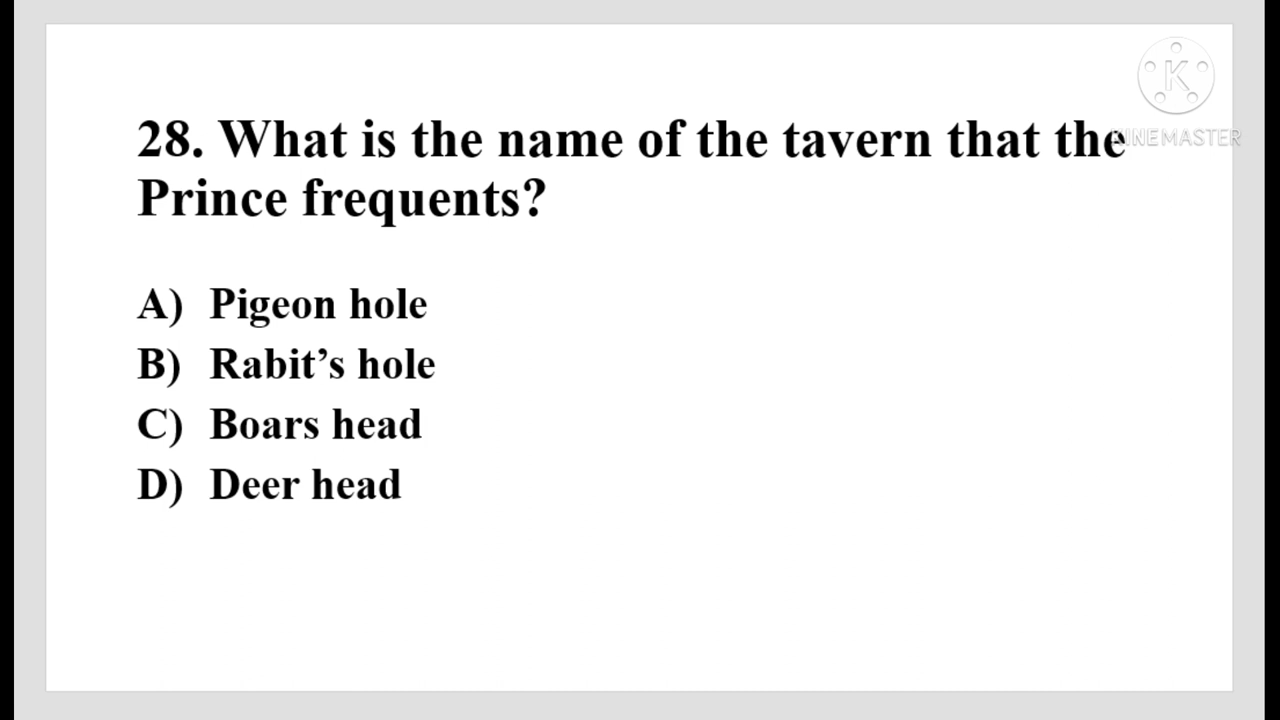 K
KINEMASTER
28. What is the name of the tavern that the
Prince frequents?
A) Pigeon hole
B) Rabit’s hole
C) Boars head
D) Deer head